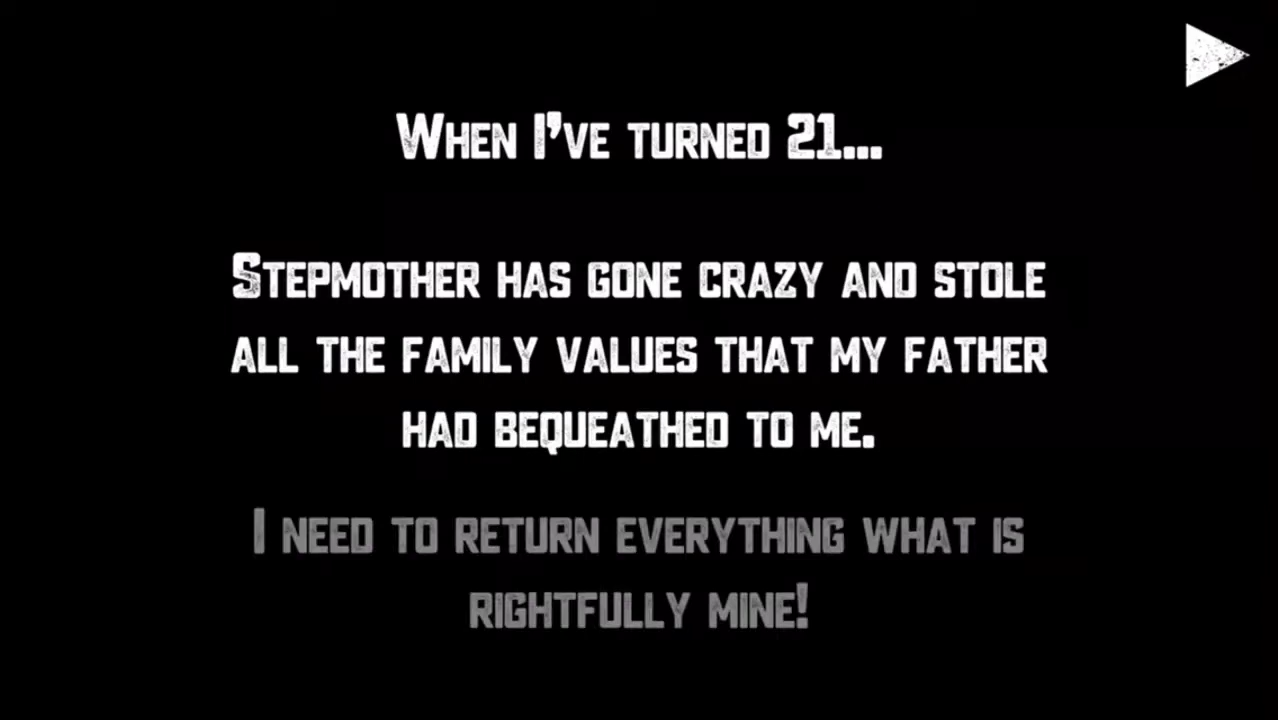 When I've turned 21...
Stepmother has gone crazy and stole
all the family values that my father
had bequeathed to me.
I need to return everything what is
rightfully mine!